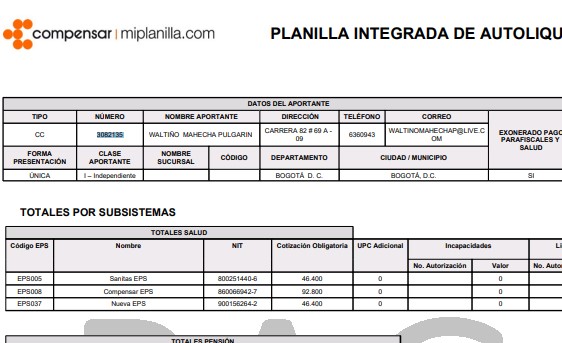 compensar | miplanilla.com
PLANILLA INTEGRADA DE AUTOLIQU
DATOS DEL APORTANTE
TIPO NÚMERO NOMBRE APORTANTE DIRECCIÓN TELÉFONO CORREO EXONERADO PAGO PARAFISCALES Y SALUD
CC 3082135 WALTIÑO MAHECHA PULGARIN CARRERA 82 # 69 A - 09 6360943 WALTINOMAHECHAP@LIVE.COM
FORMA PRESENTACIÓN CLASE APORTANTE NOMBRE SUCURSAL CÓDIGO DEPARTAMENTO CIUDAD / MUNICIPIO
ÚNICA I – Independiente BOGOTÁ D. C. BOGOTÁ, D.C. SI
TOTALES POR SUBSISTEMAS
TOTALES SALUD
Código EPS Nombre NIT Cotización Obligatoria UPC Adicional Incapacidades Li
No. Autorización Valor No. Auto
EPS005 Sanitas EPS 800251440-6 46.400 0 0
EPS008 Compensar EPS 860066942-7 92.800 0 0
EPS037 Nueva EPS 900156264-2 46.400 0 0
TOTALES PENSIÓN